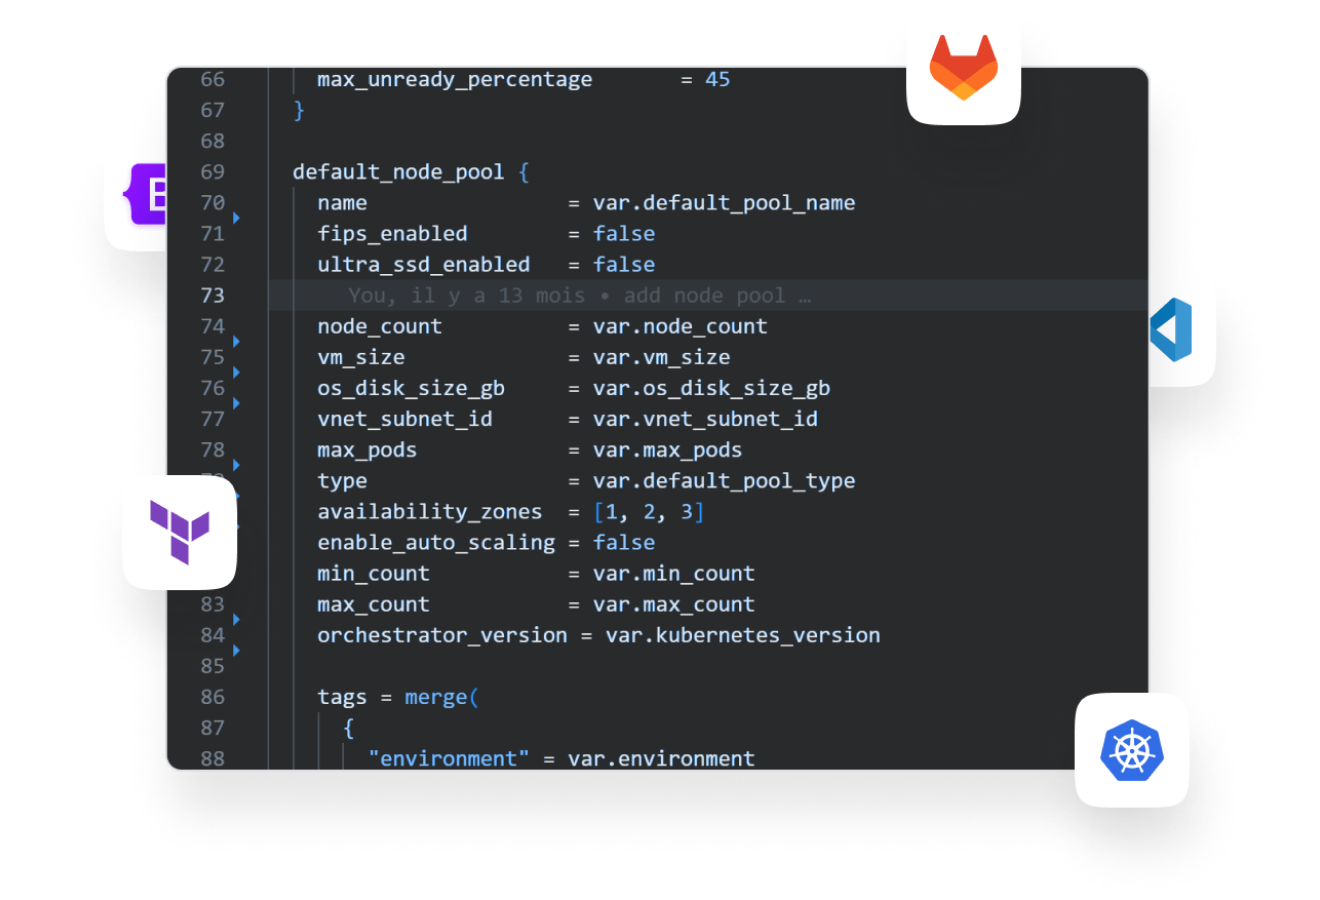 66 max_unready_percentage = 45
67 }
68
69 default_node_pool {
70 name = var.default_pool_name
71 fips_enabled = false
72 ultra_ssd_enabled = false
73 You, il y a 13 mois • add node pool …
74 node_count = var.node_count
75 vm_size = var.vm_size
76 os_disk_size_gb = var.os_disk_size_gb
77 vnet_subnet_id = var.vnet_subnet_id
78 max_pods = var.max_pods
type = var.default_pool_type
availability_zones = [1, 2, 3]
enable_auto_scaling = false
min_count = var.min_count
83 max_count = var.max_count
84 orchestrator_version = var.kubernetes_version
85
86 tags = merge(
87 {
88 "environment" = var.environment